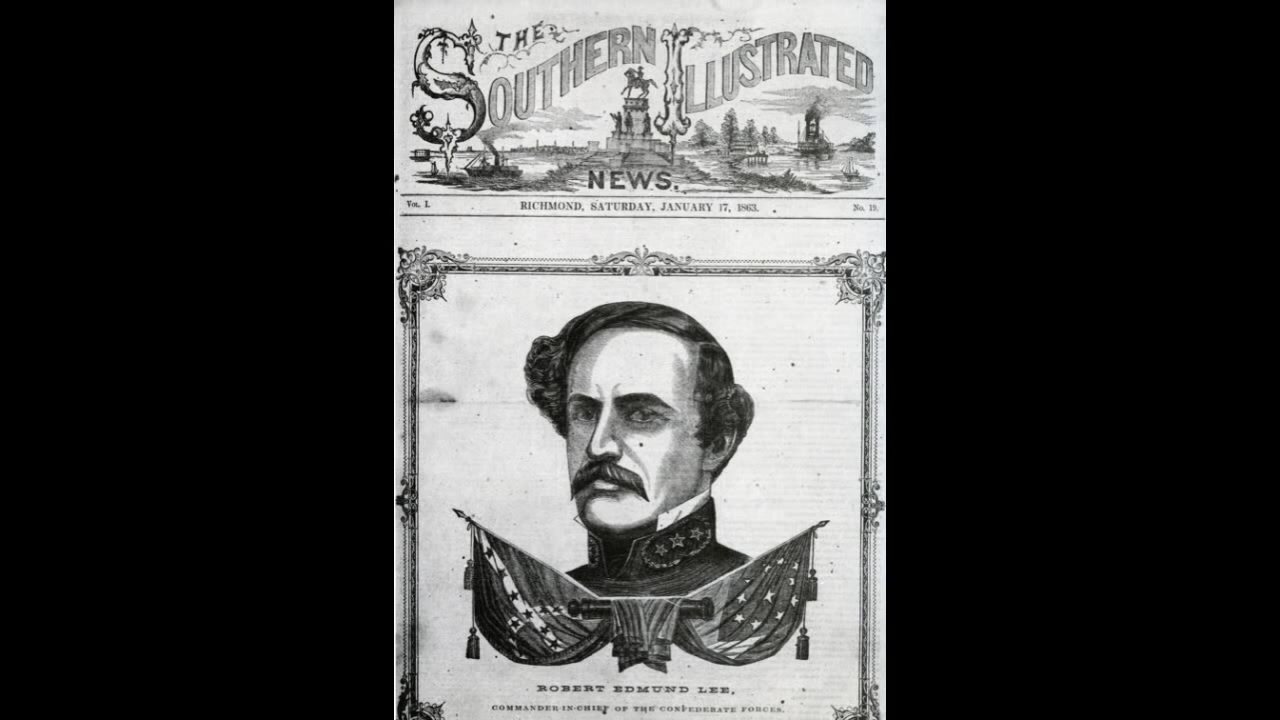 THE
SOUTHERN ILLUSTRATED
NEWS.
VOL. I.
RICHMOND, SATURDAY, JANUARY 17, 1863.
No. 19.
ROBERT EDMUND LEE,
COMMANDER-IN-CHIEF OF THE CONFEDERATE FORCES.